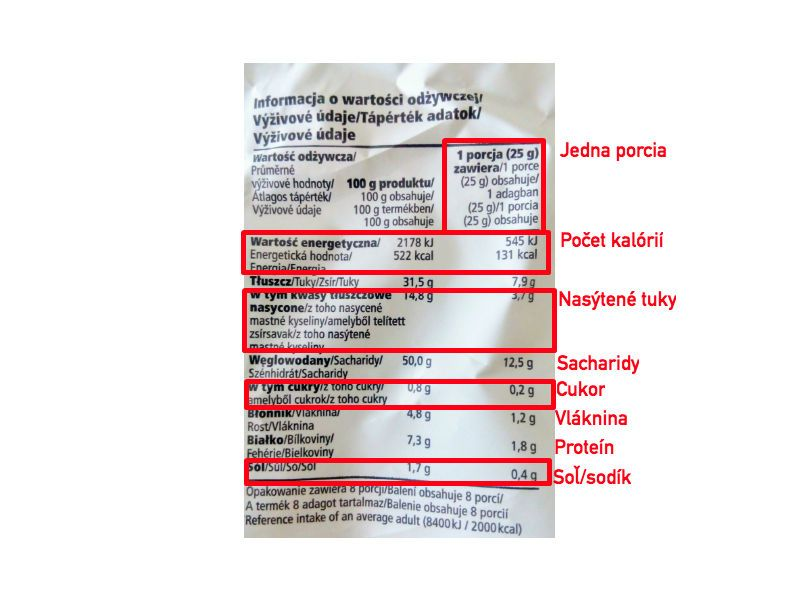 Informacja o wartości odżywczej/
Výživové údaje/Tápérték adatok/
Výživové údaje
Wartość odżywcza/
Průměrné
výživové hodnoty/
Átlagos tápérték/
Výživové údaje
100 g produktu/
100 g obsahuje/
100 g termékben/
100 g obsahuje
1 porcja (25 g)
zawiera/1 porce
(25 g) obsahuje/
1 adagban
(25 g)/1 porcia
(25 g) obsahuje
Jedna porcia
Wartość energetyczna/ 2178 kJ 545 kJ
Energetická hodnota/ 522 kcal 131 kcal
Energia/Energia
Počet kalórií
Tłuszcz/Tuky/Zsír/Tuky 31,5 g 7,9 g
w tym kwasy tłuszczowe 14,8 g 3,7 g
nasycone/z toho nasycené
mastné kyseliny/amelyből telített
zsírsavak/z toho nasýtené
mastné kyseliny
Nasýtené tuky
Węglowodany/Sacharidy/ 50,0 g 12,5 g
Szénhidrát/Sacharidy
Sacharidy
w tym cukry/z toho cukry/ 0,8 g 0,2 g
amelyből cukrok/z toho cukry
Cukor
Błonnik/Vláknina/ 4,8 g 1,2 g
Rost/Vláknina
Vláknina
Białko/Bílkoviny/ 7,3 g 1,8 g
Fehérje/Bielkoviny
Proteín
Sól/Sůl/Só/Soľ 1,7 g 0,4 g
Soľ/sodík
Opakowanie zawiera 8 porcji/Balení obsahuje 8 porcí/
A termék 8 adagot tartalmaz/Balenie obsahuje 8 porcií
Reference intake of an average adult (8400 kJ / 2000 kcal)